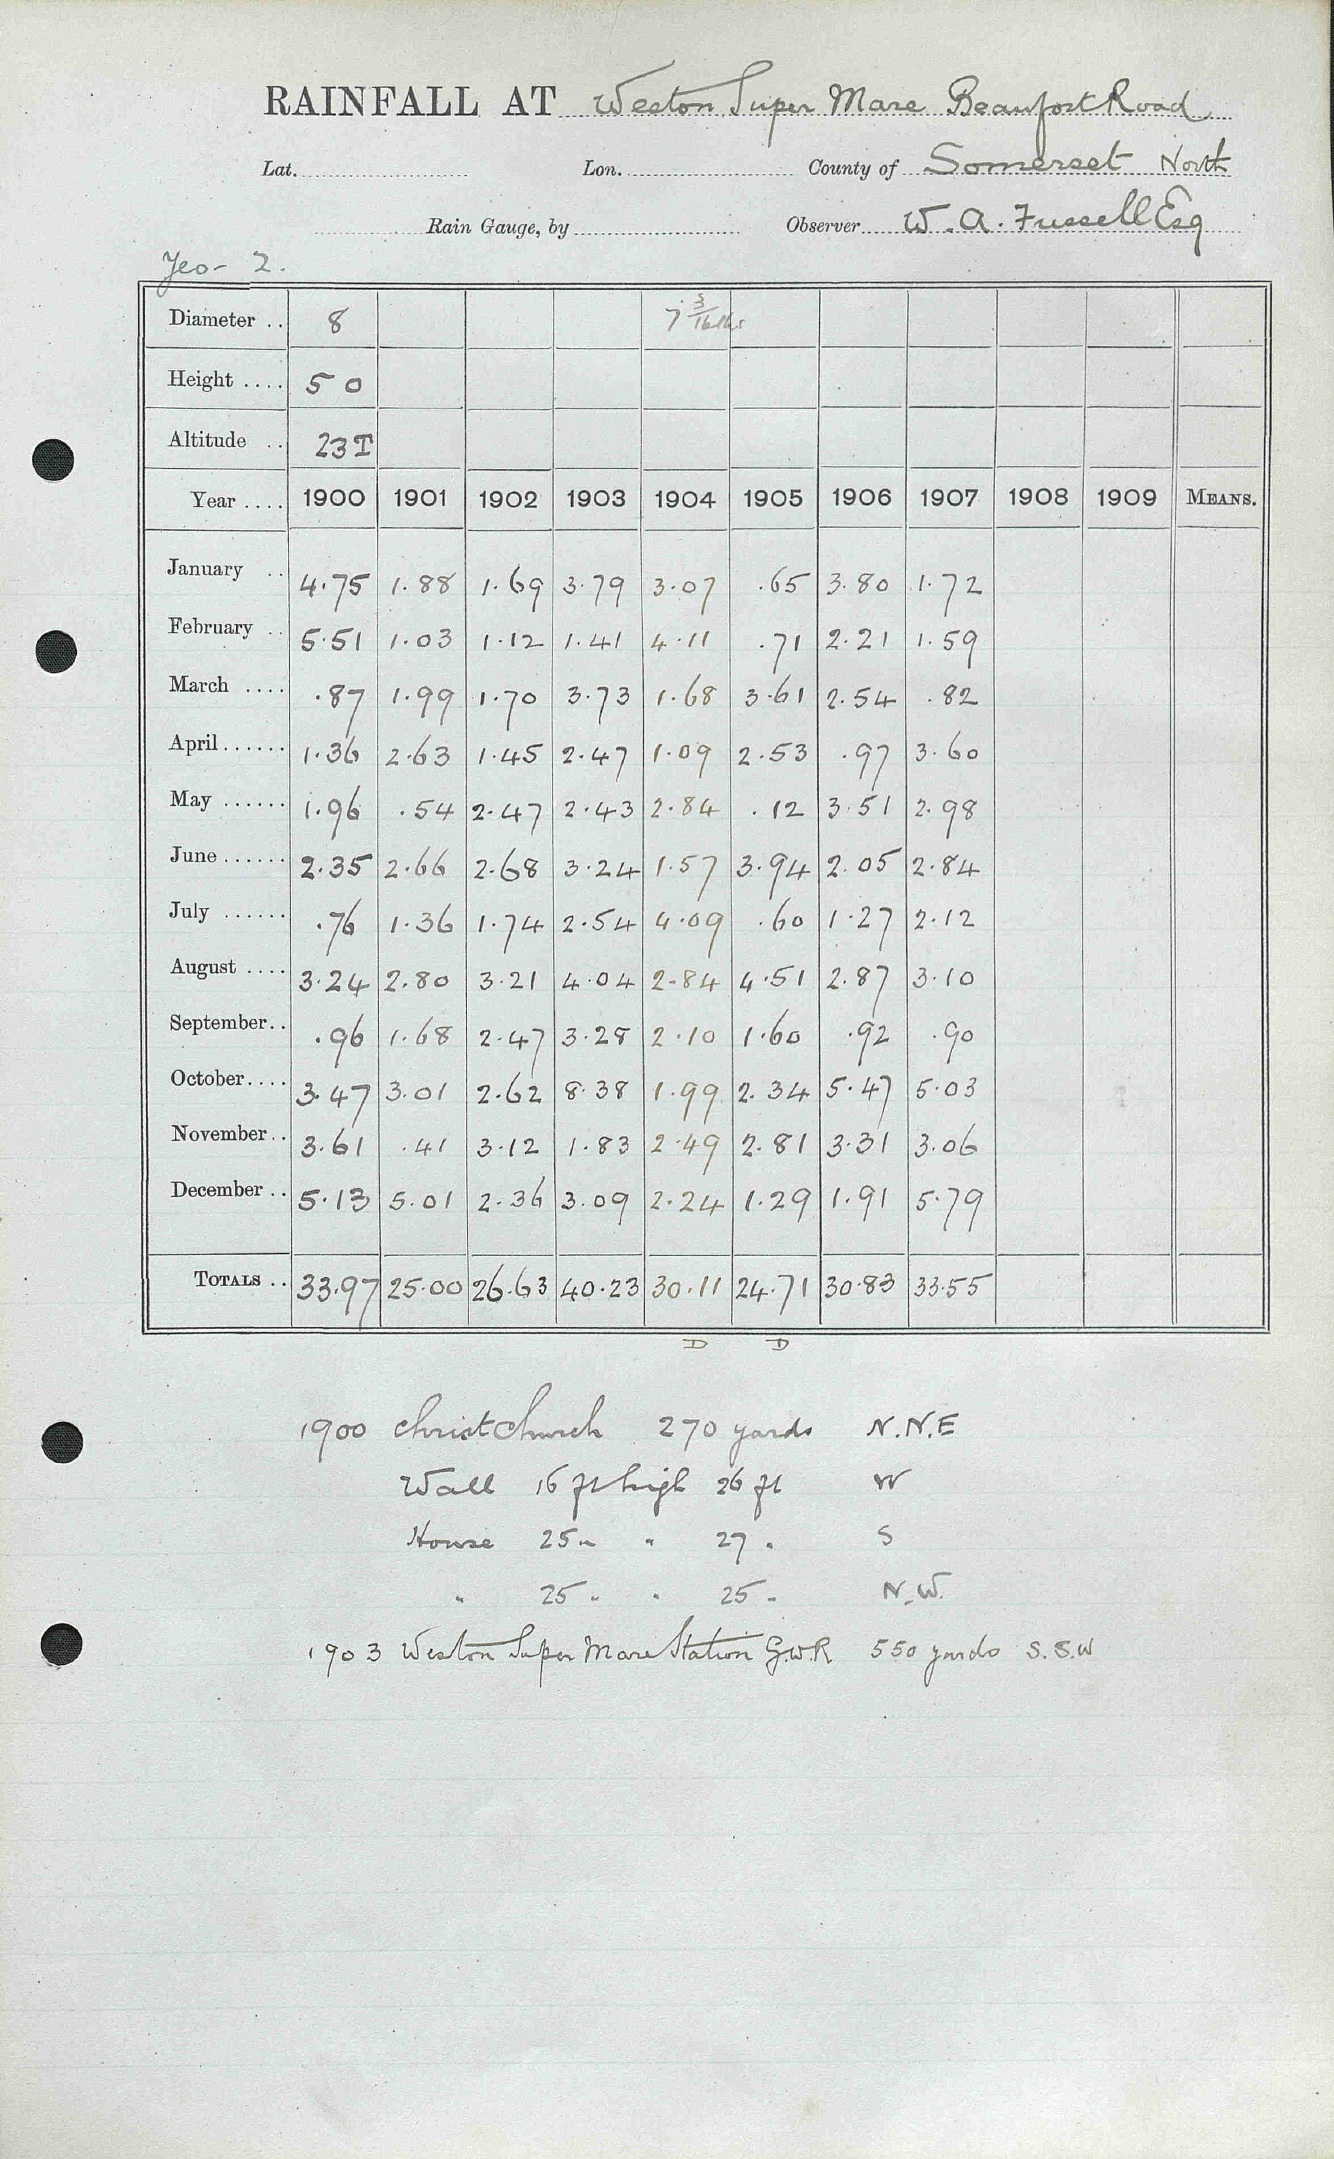 RAINFALL AT Weston Super Mare Beaufort Road
Lat. Lon. County of Somerset North
Rain Gauge, by Observer W. A. Fussell Esq
Yeo - 2.
Diameter .. 8 7 3/16ths
Height .... 5 0
Altitude .. 23T
Year .... 1900 1901 1902 1903 1904 1905 1906 1907 1908 1909 MEANS.
January .. 4.75 1.88 1.69 3.79 3.07 .65 3.80 1.72
February .. 5.51 1.03 1.12 1.41 4.11 .71 2.21 1.59
March .... .87 1.99 1.70 3.73 1.68 3.61 2.54 .82
April ...... 1.36 2.63 1.45 2.47 1.09 2.53 .97 3.60
May ...... 1.96 .54 2.47 2.43 2.84 .12 3.51 2.98
June ...... 2.35 2.66 2.68 3.24 1.57 3.94 2.05 2.84
July ...... .76 1.36 1.74 2.54 4.09 .60 1.27 2.12
August .... 3.24 2.80 3.21 4.04 2.84 4.51 2.87 3.10
September .. .96 1.68 2.47 3.28 2.10 1.60 .92 .90
October .... 3.47 3.01 2.62 8.38 1.99 2.34 5.47 5.03
November .. 3.61 .41 3.12 1.83 2.49 2.81 3.31 3.06
December .. 5.13 5.01 2.36 3.09 2.24 1.29 1.91 5.79
TOTALS .. 33.97 25.00 26.63 40.23 30.11 24.71 30.83 33.55
D D
1900 Christ Church 270 yards N.N.E
Wall 16 ft high 26 ft W
House 25 " " 27 " S
" 25 " " 25 " N.W.
1903 Weston Super Mare Station G.W.R 550 yards S.S.W